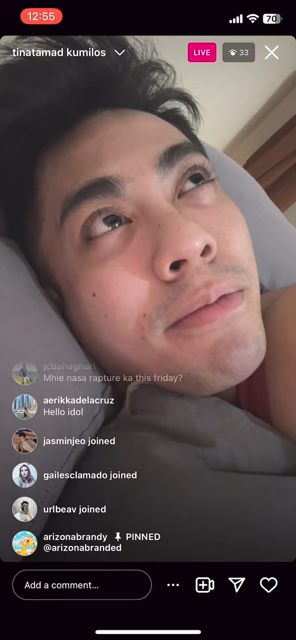 12:55
70
tinatamad kumilos
LIVE
33
jcbahaghari
Mhie nasa rapture ka this friday?
aerikkadelacruz
Hello idol
jasminjeo joined
gailesclamado joined
urlbeav joined
arizonabrandy PINNED
@arizonabranded
Add a comment...